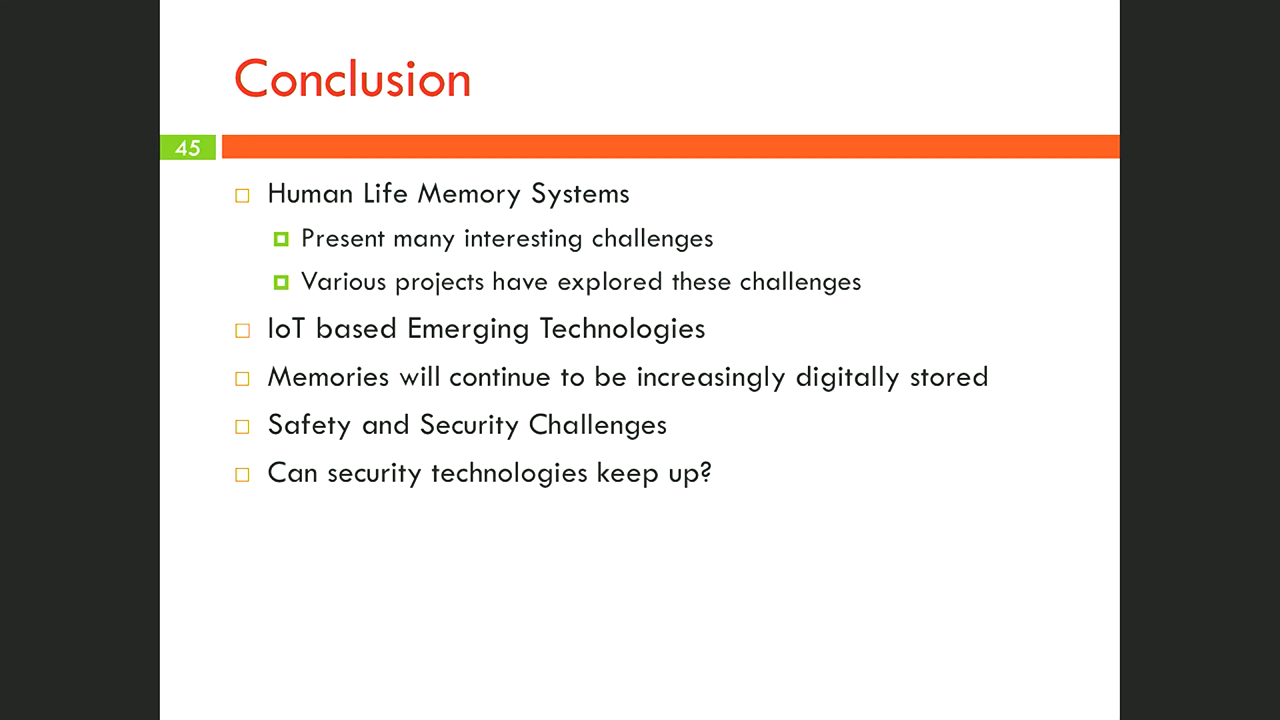 Conclusion
45
Human Life Memory Systems
Present many interesting challenges
Various projects have explored these challenges
IoT based Emerging Technologies
Memories will continue to be increasingly digitally stored
Safety and Security Challenges
Can security technologies keep up?